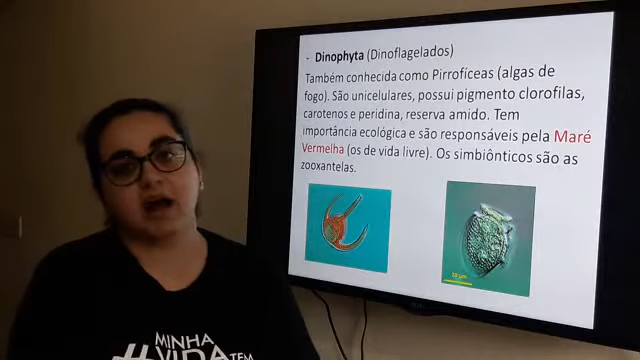 - Dinophyta (Dinoflagelados)
Também conhecida como Pirrofíceas (algas de
fogo). São unicelulares, possui pigmento clorofilas,
carotenos e peridina, reserva amido. Tem
importância ecológica e são responsáveis pela Maré
Vermelha (os de vida livre). Os simbiônticos são as
zooxantelas.
10 µm
#MINHA
VIDA TEM